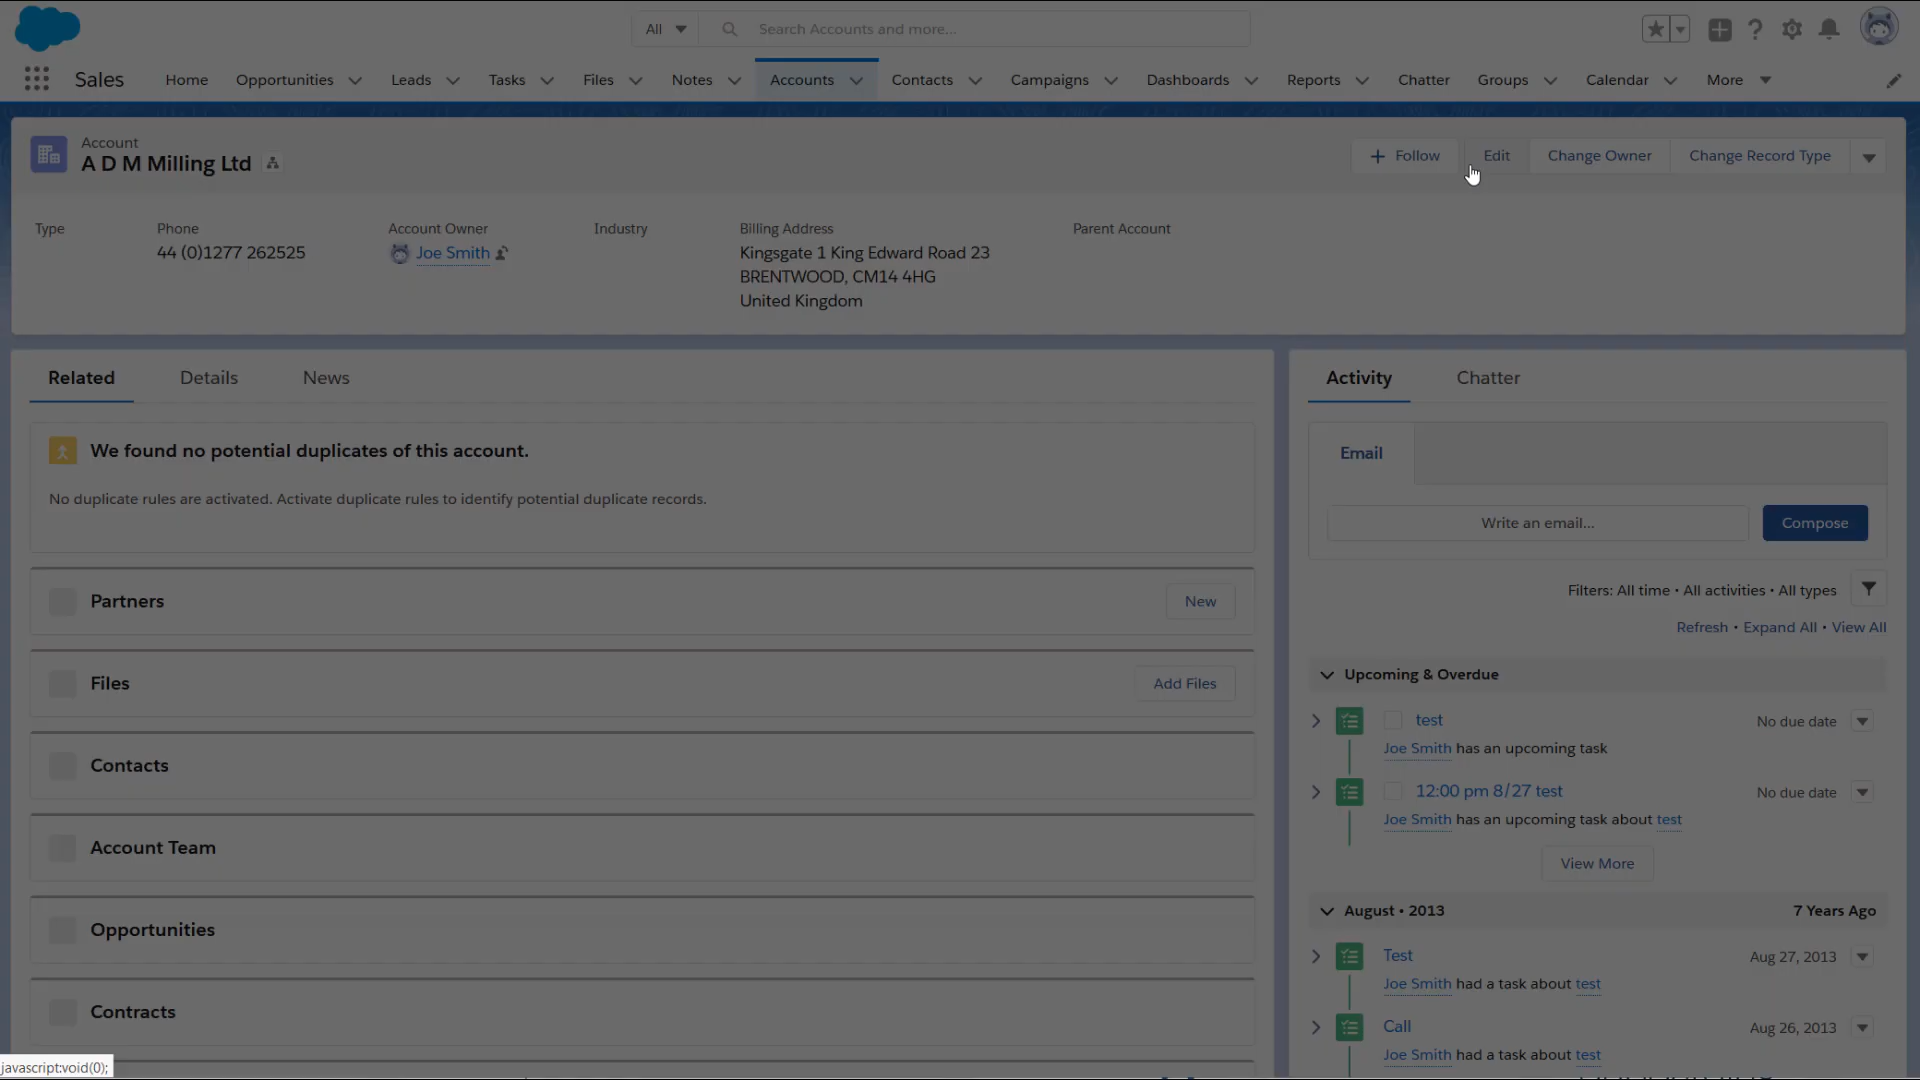 All
Search Accounts and more...
Sales
Home
Opportunities
Leads
Tasks
Files
Notes
Accounts
Contacts
Campaigns
Dashboards
Reports
Chatter
Groups
Calendar
More
Account
A D M Milling Ltd
Follow
Edit
Change Owner
Change Record Type
Type
Phone
44 (0)1277 262525
Account Owner
Joe Smith
Industry
Billing Address
Kingsgate 1 King Edward Road 23
BRENTWOOD, CM14 4HG
United Kingdom
Parent Account
Related
Details
News
We found no potential duplicates of this account.
No duplicate rules are activated. Activate duplicate rules to identify potential duplicate records.
Partners
New
Files
Add Files
Contacts
Account Team
Opportunities
Contracts
Activity
Chatter
Email
Write an email...
Compose
Filters: All time • All activities • All types
Refresh • Expand All • View All
Upcoming & Overdue
test
No due date
Joe Smith has an upcoming task
12:00 pm 8/27 test
No due date
Joe Smith has an upcoming task about test
View More
August • 2013
7 Years Ago
Test
Aug 27, 2013
Joe Smith had a task about test
Call
Aug 26, 2013
Joe Smith had a task about test
javascript:void(0);